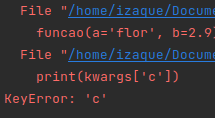 File "/home/izaque/Docume
funcao(a='flor', b=2.9)
File "/home/izaque/Docume
print(kwargs['c'])
KeyError: 'c'